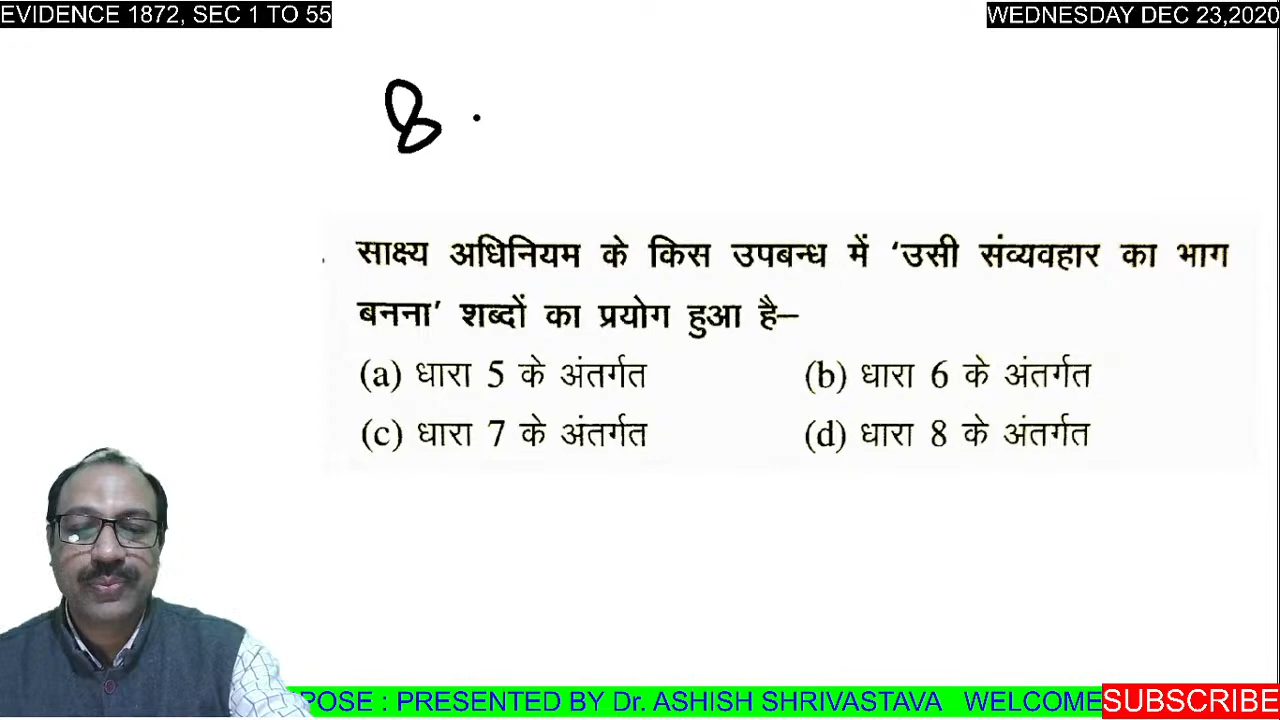 EVIDENCE 1872, SEC 1 TO 55
WEDNESDAY DEC 23,2020
8 .
साक्ष्य अधिनियम के किस उपबन्ध में ‘उसी संव्यवहार का भाग
बनना’ शब्दों का प्रयोग हुआ है–
(a) धारा 5 के अंतर्गत (b) धारा 6 के अंतर्गत
(c) धारा 7 के अंतर्गत (d) धारा 8 के अंतर्गत
POSE : PRESENTED BY Dr. ASHISH SHRIVASTAVA WELCOME SUBSCRIBE